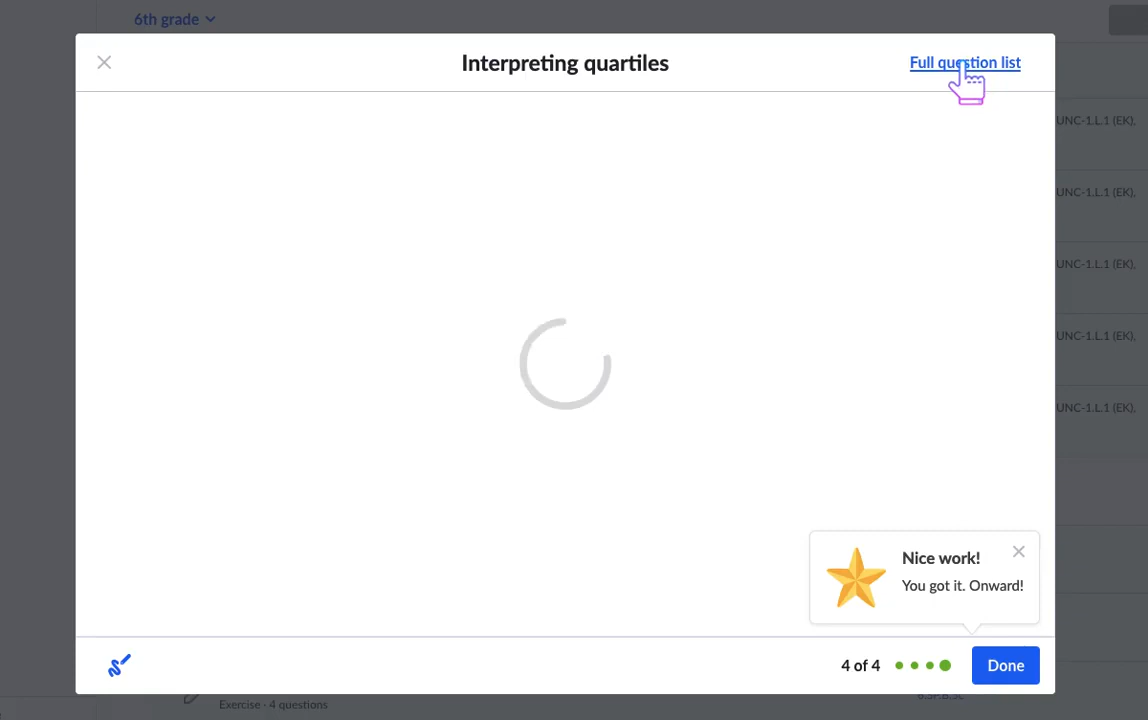 6th grade
Interpreting quartiles
Full question list
UNC-1.L.1 (EK),
UNC-1.L.1 (EK),
UNC-1.L.1 (EK),
UNC-1.L.1 (EK),
UNC-1.L.1 (EK),
Nice work!
You got it. Onward!
4 of 4
Done
Exercise · 4 questions